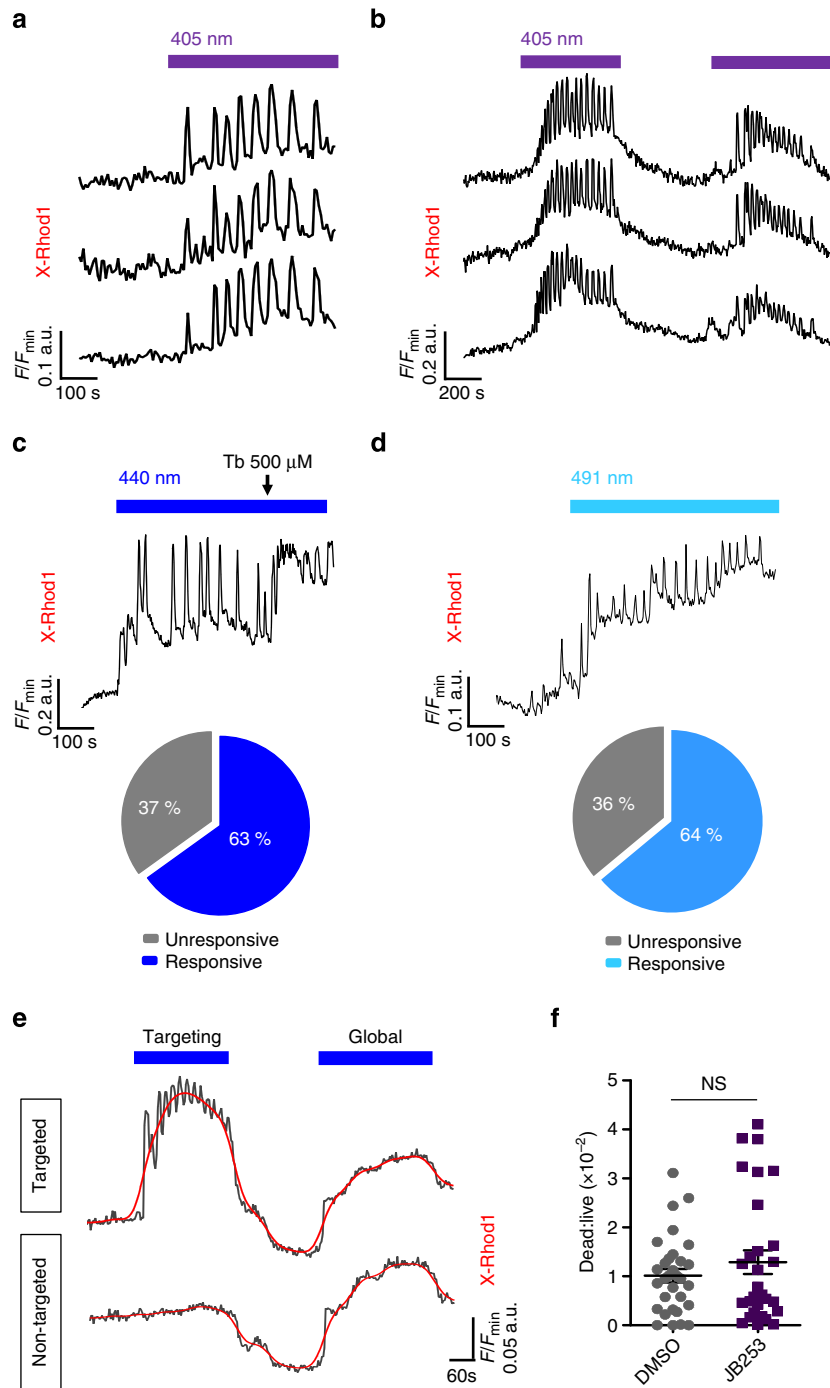 a
405 nm
X-Rhod1
F/Fmin
0.1 a.u.
100 s
b
405 nm
F/Fmin
0.2 a.u.
200 s
c
Tb 500 µM
440 nm
X-Rhod1
F/Fmin
0.2 a.u.
100 s
37 %
63 %
Unresponsive
Responsive
d
491 nm
X-Rhod1
F/Fmin
0.1 a.u.
100 s
36 %
64 %
Unresponsive
Responsive
e
Targeting
Global
Targeted
Non-targeted
X-Rhod1
F/Fmin
0.05 a.u.
60s
f
NS
Dead:live (×10⁻²)
5
4
3
2
1
0
DMSO
JB253